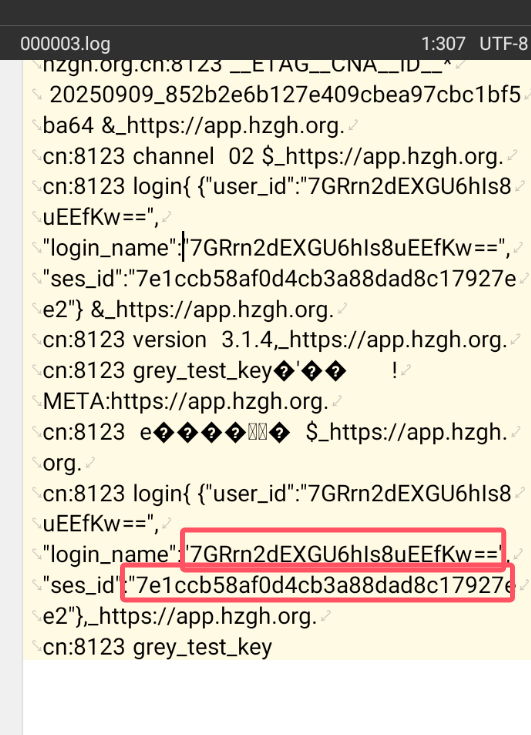 000003.log 1:307 UTF-8
hzgh.org.cn:8123 __ETAG__CNA__ID__^
20250909_852b2e6b127e409cbea97cbc1bf5
ba64 &_https://app.hzgh.org.
cn:8123 channel 02 $_https://app.hzgh.org.
cn:8123 login{ {"user_id":"7GRrn2dEXGU6hIs8
uEEfKw==",
"login_name":"7GRrn2dEXGU6hIs8uEEfKw==",
"ses_id":"7e1ccb58af0d4cb3a88dad8c17927e
e2"} &_https://app.hzgh.org.
cn:8123 version 3.1.4,_https://app.hzgh.org.
cn:8123 grey_test_key�'�� !
META:https://app.hzgh.org.
cn:8123 e������� $_https://app.hzgh.
org.
cn:8123 login{ {"user_id":"7GRrn2dEXGU6hIs8
uEEfKw==",
"login_name":"7GRrn2dEXGU6hIs8uEEfKw==",
"ses_id":"7e1ccb58af0d4cb3a88dad8c17927e
e2"},_https://app.hzgh.org.
cn:8123 grey_test_key